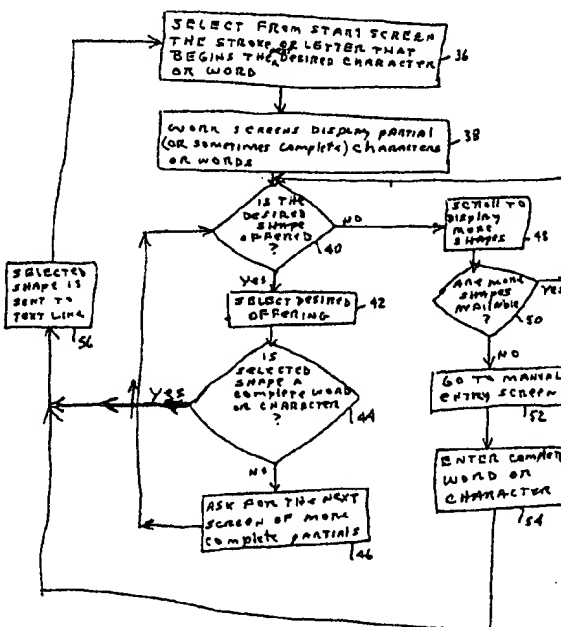 SELECT FROM START SCREEN
THE STROKE OR LETTER THAT
BEGINS THE DESIRED CHARACTER
OR WORD
36
WORK SCREENS DISPLAY PARTIAL
(OR SOMETIMES COMPLETE) CHARACTERS
OR WORDS
38
IS THE
DESIRED
SHAPE
OFFERED
?
40
NO
SCROLL TO
DISPLAY
MORE
SHAPES
48
YES
SELECT DESIRED
OFFERING
42
ARE MORE
SHAPES
AVAILABLE
?
50
YES
SELECTED
SHAPE IS
SENT TO
TEXT LINE
56
IS
SELECTED
SHAPE A
COMPLETE WORD
OR CHARACTER
?
44
YES
NO
GO TO MANUAL
ENTRY SCREEN
52
NO
ASK FOR THE NEXT
SCREEN OF MORE
COMPLETE PARTIALS
46
ENTER COMPLETE
WORD OR
CHARACTER
54